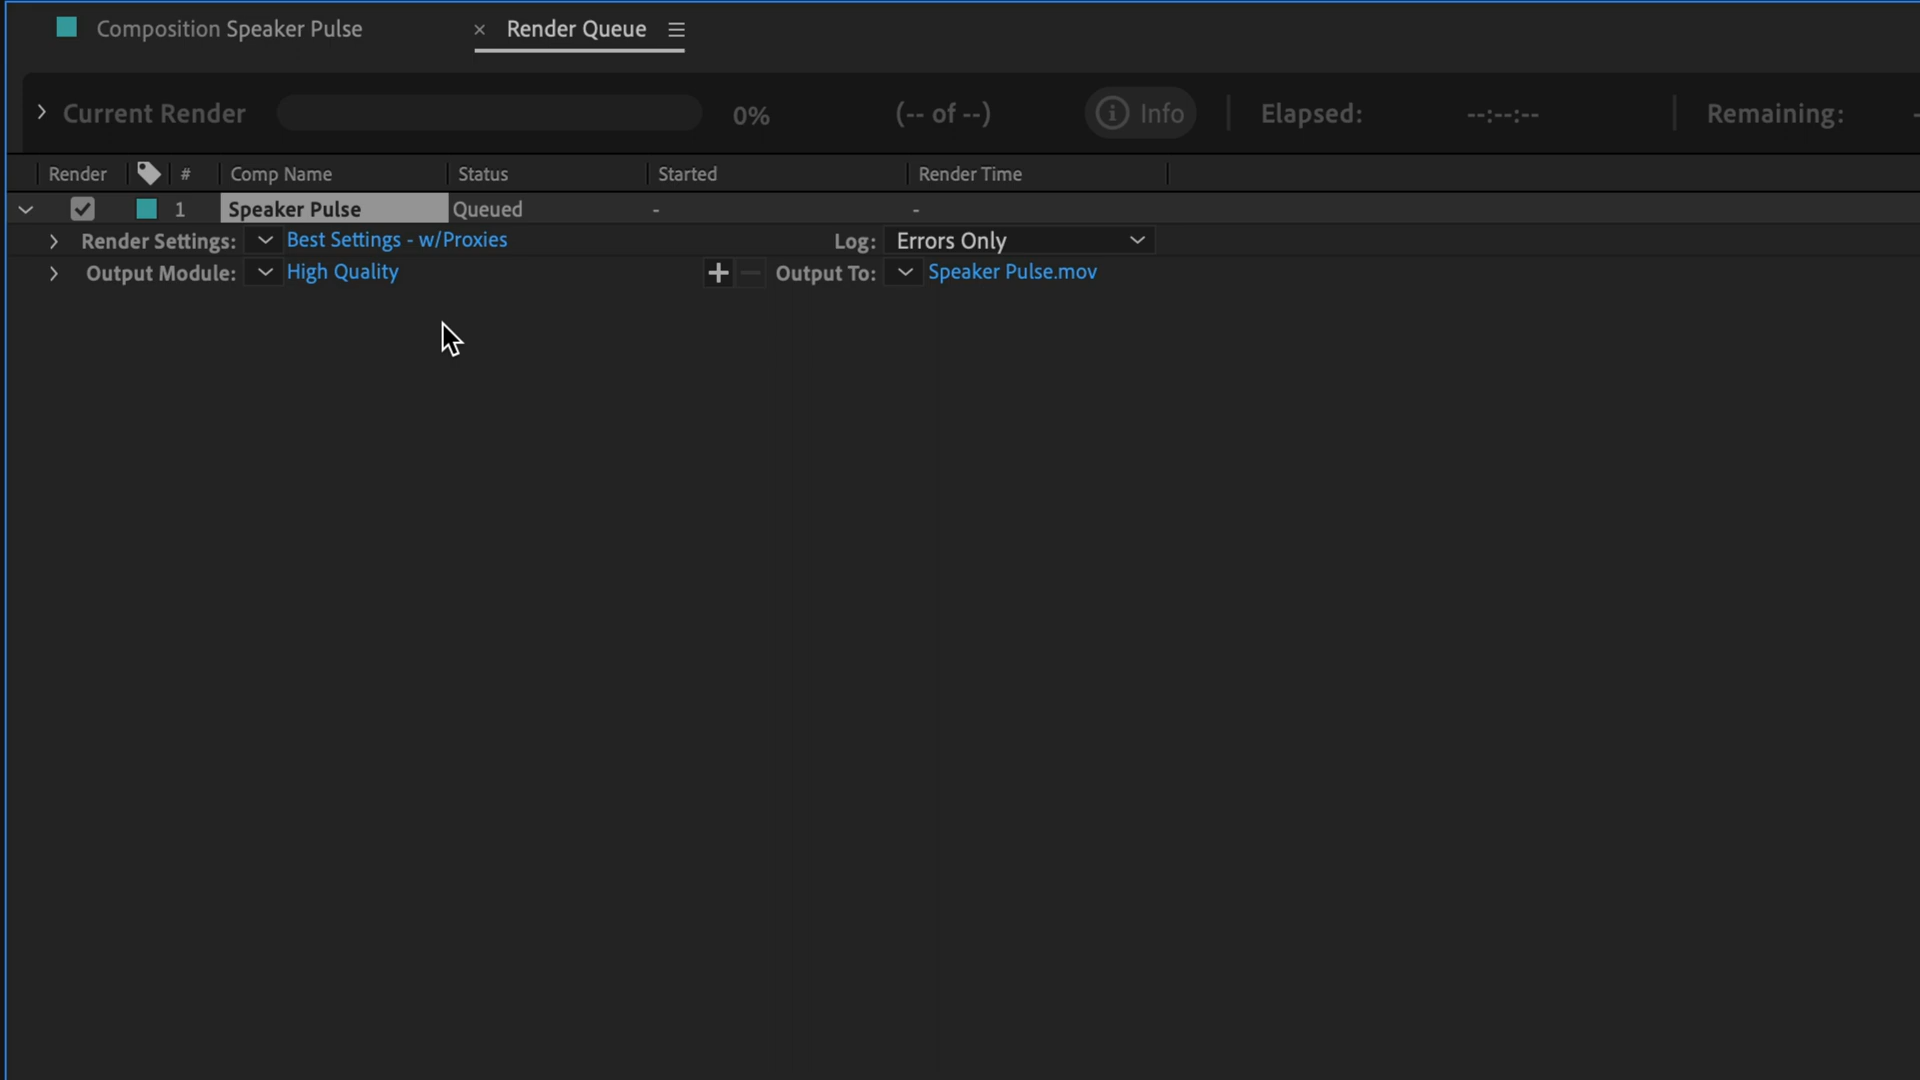 Composition Speaker Pulse × Render Queue
Current Render 0% (-- of --) Info Elapsed: --:--:-- Remaining: -
Render # Comp Name Status Started Render Time
1 Speaker Pulse Queued - -
Render Settings: Best Settings - w/Proxies Log: Errors Only
Output Module: High Quality + − Output To: Speaker Pulse.mov